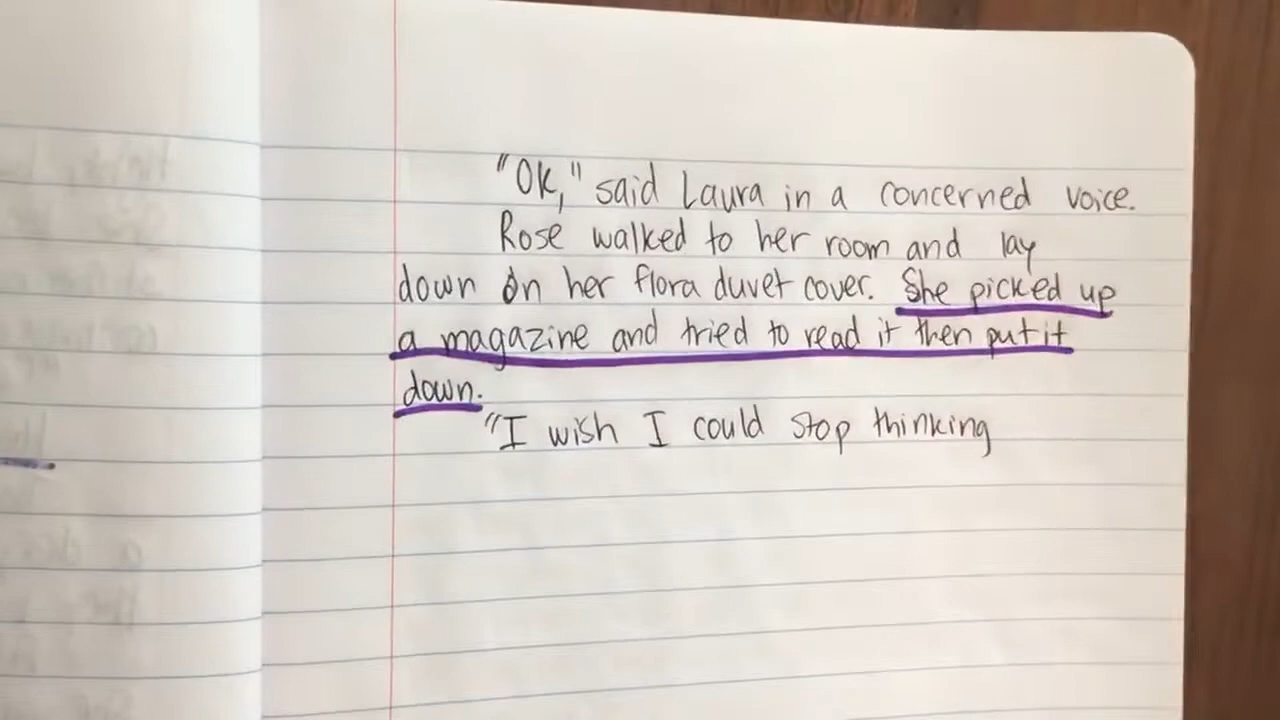 "OK," said Laura in a concerned voice.
Rose walked to her room and lay
down on her flora duvet cover. She picked up
a magazine and tried to read it then put it
down.
"I wish I could stop thinking